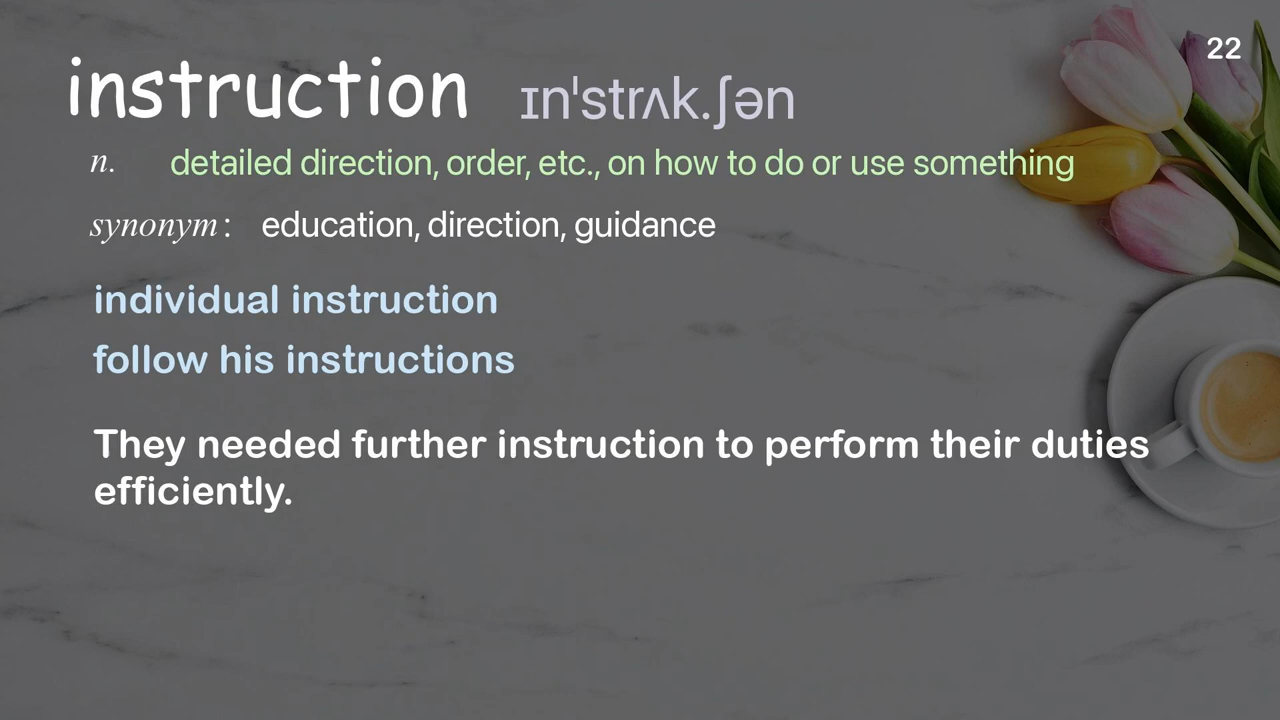 22
instruction ɪnˈstrʌk.ʃən
n. detailed direction, order, etc., on how to do or use something
synonym: education, direction, guidance
individual instruction
follow his instructions
They needed further instruction to perform their duties
efficiently.